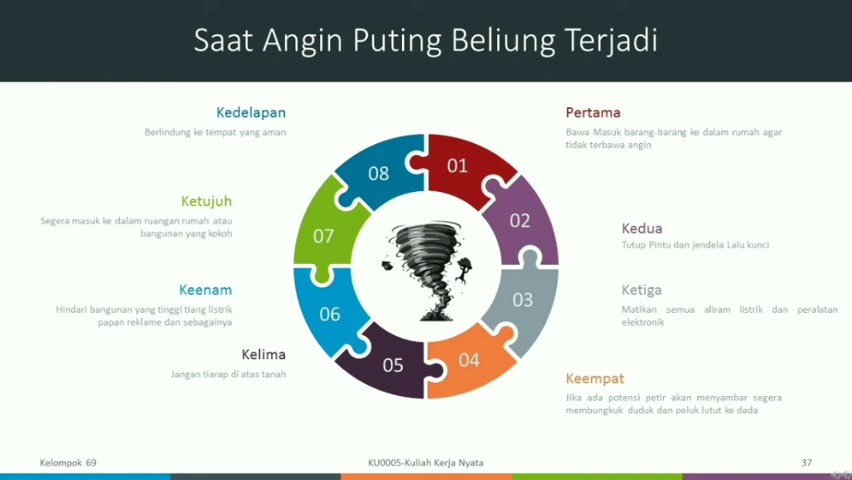 Saat Angin Puting Beliung Terjadi
Pertama
Bawa Masuk barang-barang ke dalam rumah agar
tidak terbawa angin
Kedua
Tutup Pintu dan jendela Lalu kunci
Ketiga
Matikan semua aliram listrik dan peralatan
elektronik
Keempat
Jika ada potensi petir akan menyambar segera
membungkuk duduk dan peluk lutut ke dada
Kelima
Jangan tiarap di atas tanah
Keenam
Hindari bangunan yang tinggi tiang listrik
papan reklame dan sebagainya
Ketujuh
Segera masuk ke dalam ruangan rumah atau
bangunan yang kokoh
Kedelapan
Berlindung ke tempat yang aman
01
02
03
04
05
06
07
08
Kelompok 69
KU0005-Kuliah Kerja Nyata
37